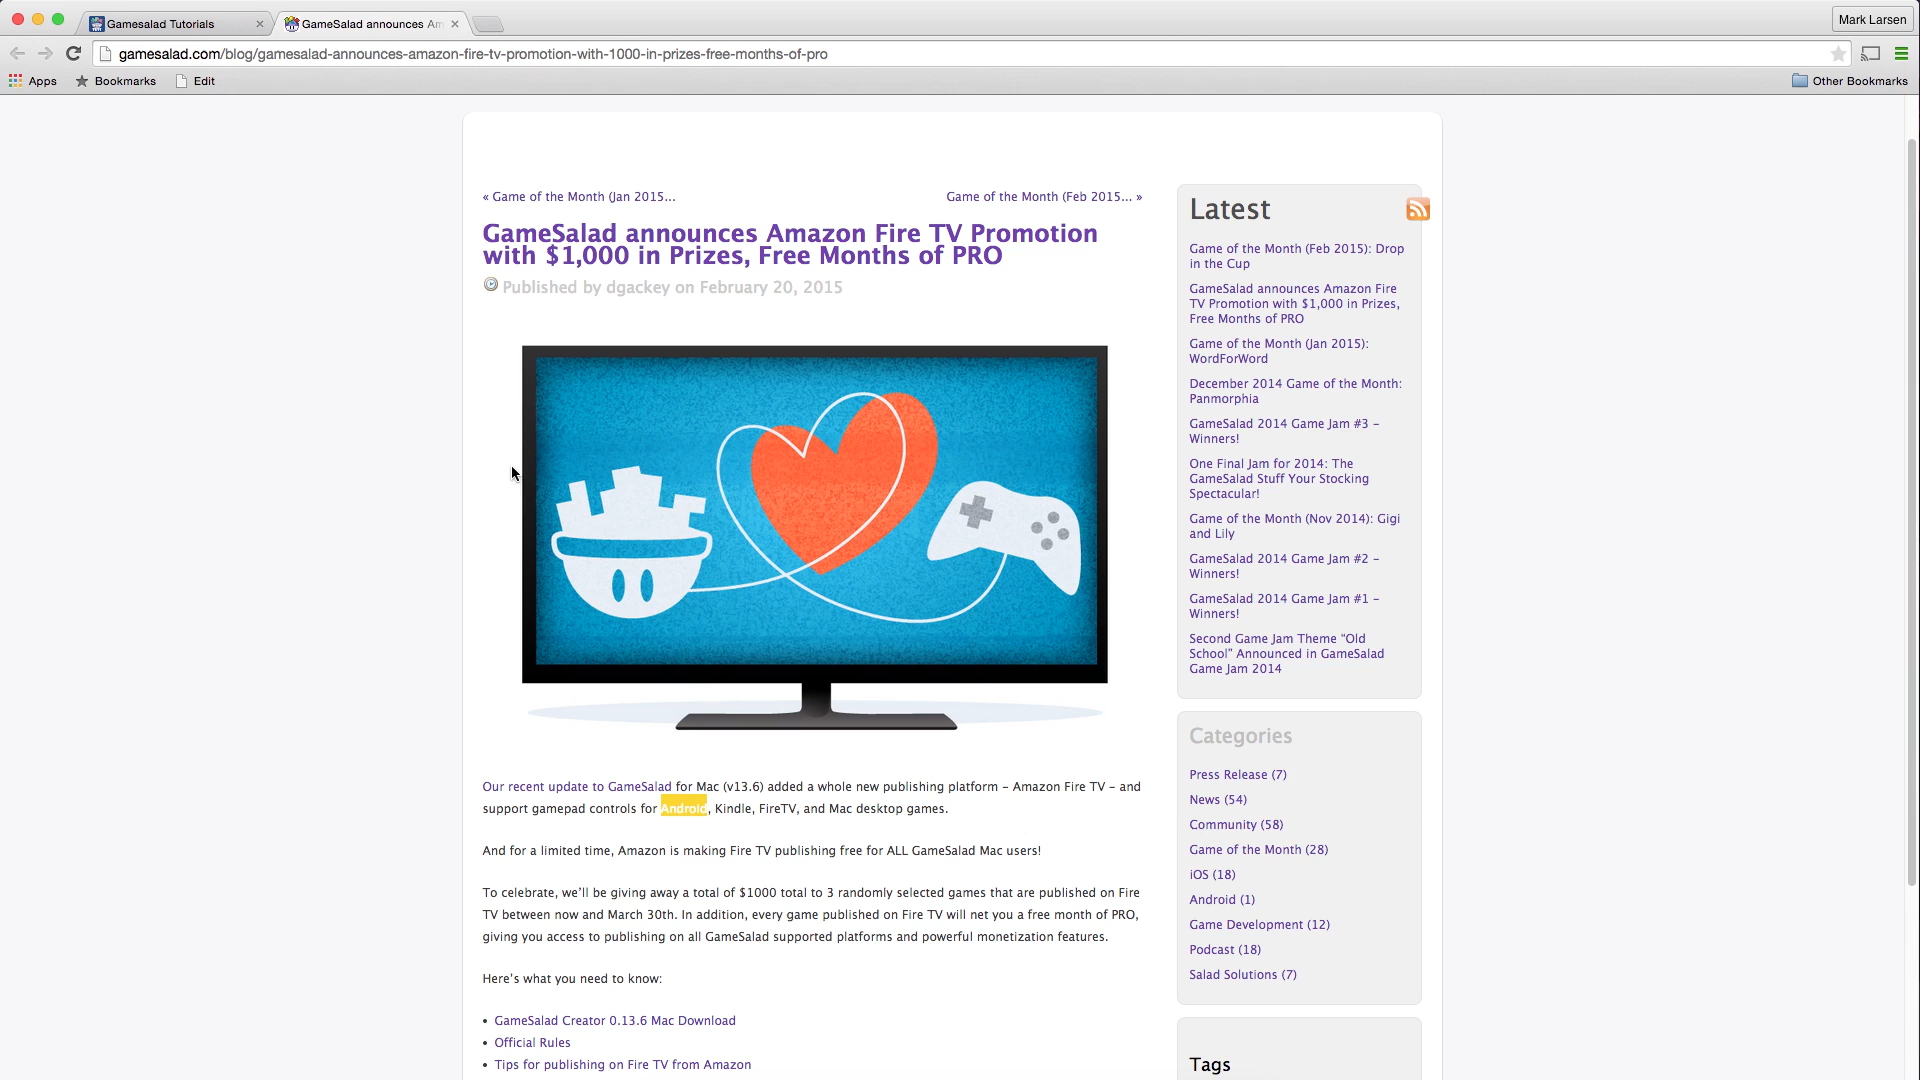 Gamesalad Tutorials
GameSalad announces Am
Mark Larsen
gamesalad.com/blog/gamesalad-announces-amazon-fire-tv-promotion-with-1000-in-prizes-free-months-of-pro
Apps
Bookmarks
Edit
Other Bookmarks
« Game of the Month (Jan 2015...
Game of the Month (Feb 2015... »
GameSalad announces Amazon Fire TV Promotion
with $1,000 in Prizes, Free Months of PRO
Published by dgackey on February 20, 2015
Our recent update to GameSalad for Mac (v13.6) added a whole new publishing platform – Amazon Fire TV – and
support gamepad controls for Android, Kindle, FireTV, and Mac desktop games.
And for a limited time, Amazon is making Fire TV publishing free for ALL GameSalad Mac users!
To celebrate, we'll be giving away a total of $1000 total to 3 randomly selected games that are published on Fire
TV between now and March 30th. In addition, every game published on Fire TV will net you a free month of PRO,
giving you access to publishing on all GameSalad supported platforms and powerful monetization features.
Here's what you need to know:
• GameSalad Creator 0.13.6 Mac Download
• Official Rules
• Tips for publishing on Fire TV from Amazon
Latest
Game of the Month (Feb 2015): Drop
in the Cup
GameSalad announces Amazon Fire
TV Promotion with $1,000 in Prizes,
Free Months of PRO
Game of the Month (Jan 2015):
WordForWord
December 2014 Game of the Month:
Panmorphia
GameSalad 2014 Game Jam #3 –
Winners!
One Final Jam for 2014: The
GameSalad Stuff Your Stocking
Spectacular!
Game of the Month (Nov 2014): Gigi
and Lily
GameSalad 2014 Game Jam #2 –
Winners!
GameSalad 2014 Game Jam #1 –
Winners!
Second Game Jam Theme "Old
School" Announced in GameSalad
Game Jam 2014
Categories
Press Release (7)
News (54)
Community (58)
Game of the Month (28)
iOS (18)
Android (1)
Game Development (12)
Podcast (18)
Salad Solutions (7)
Tags